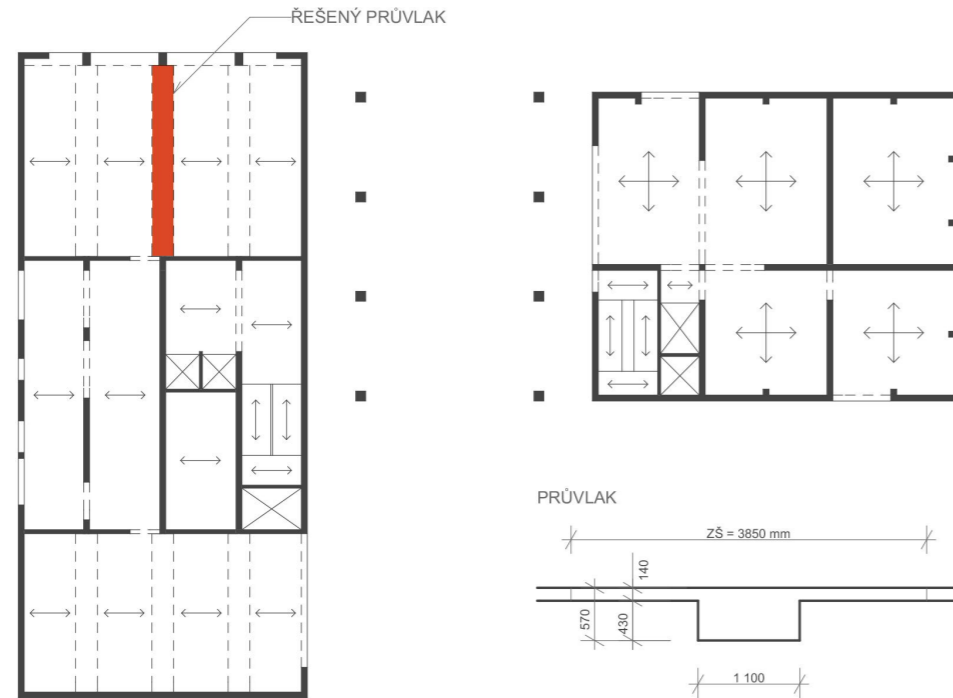 ŘEŠENÝ PRŮVLAK
PRŮVLAK
ZŠ = 3850 mm
140
570
430
1 100